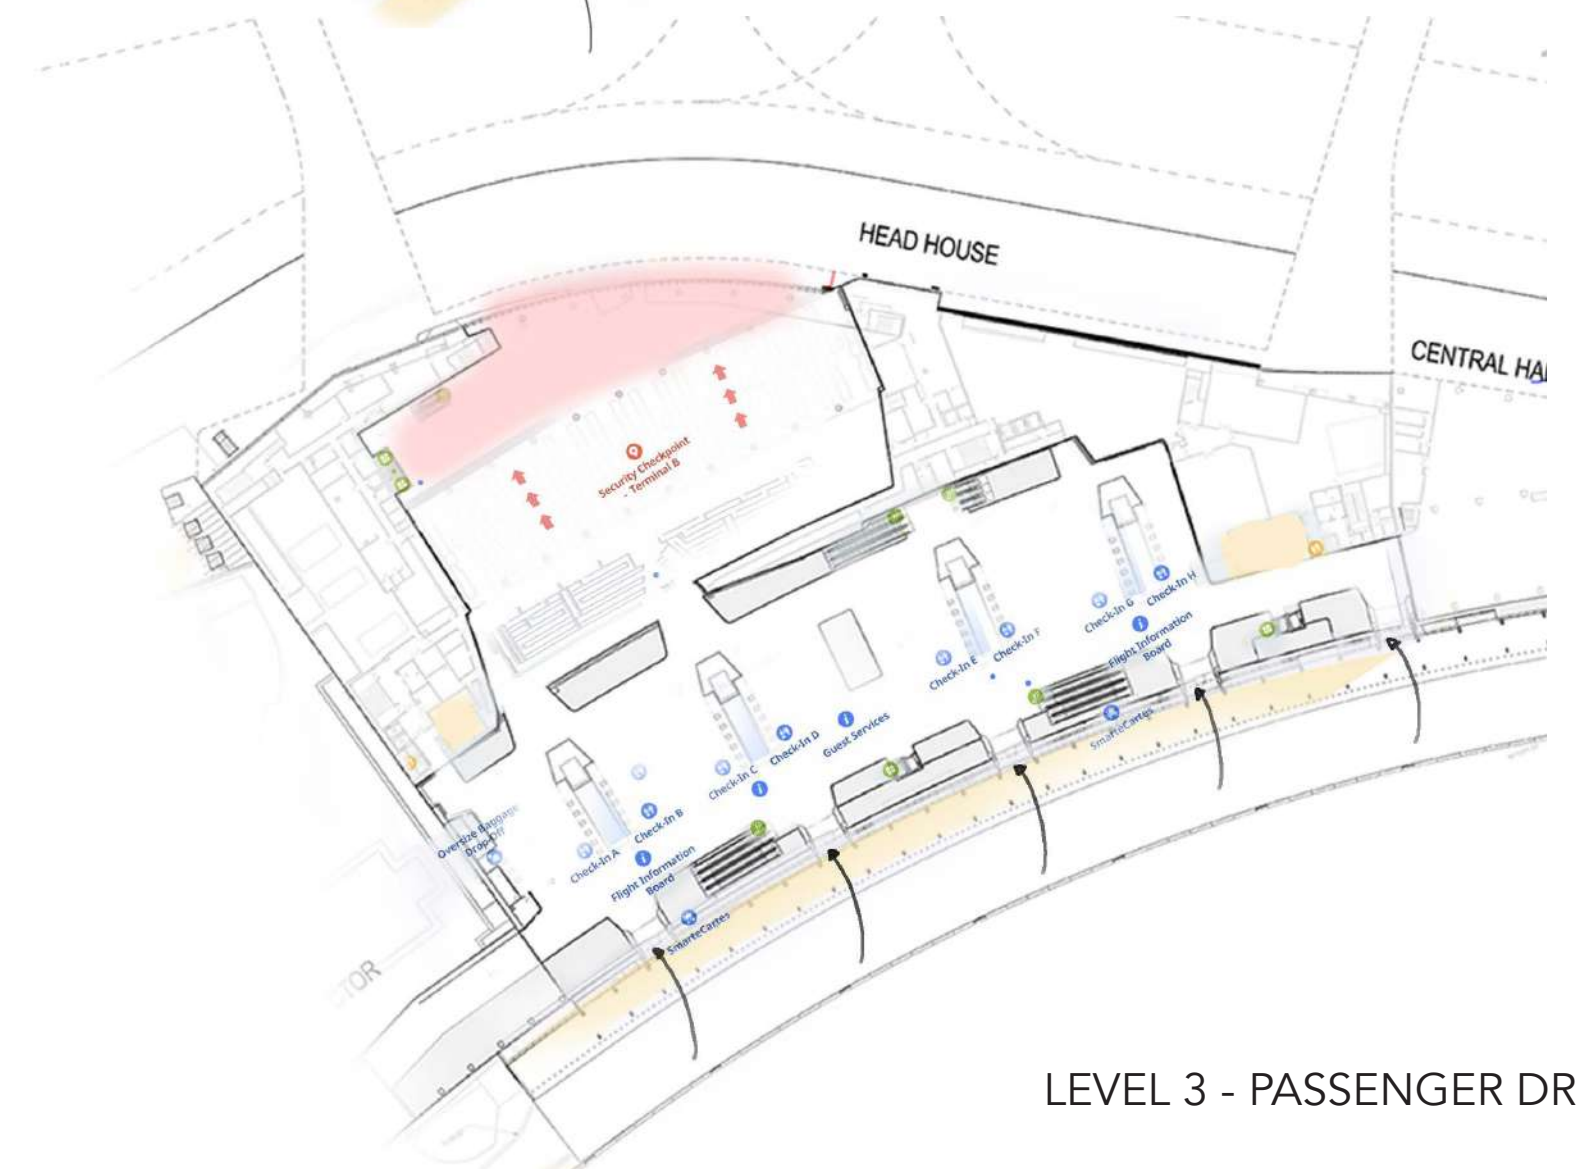 HEAD HOUSE
CENTRAL HA
Security Checkpoint
- Terminal B
Check-In G
Check-In H
Flight Information
Board
Check-In E
Check-In F
SmarteCartes
Guest Services
Check-In C
Check-In D
Check-In A
Check-In B
Flight Information
Board
SmarteCartes
Oversize Baggage
Drop-Off
CTOR
LEVEL 3 - PASSENGER DR